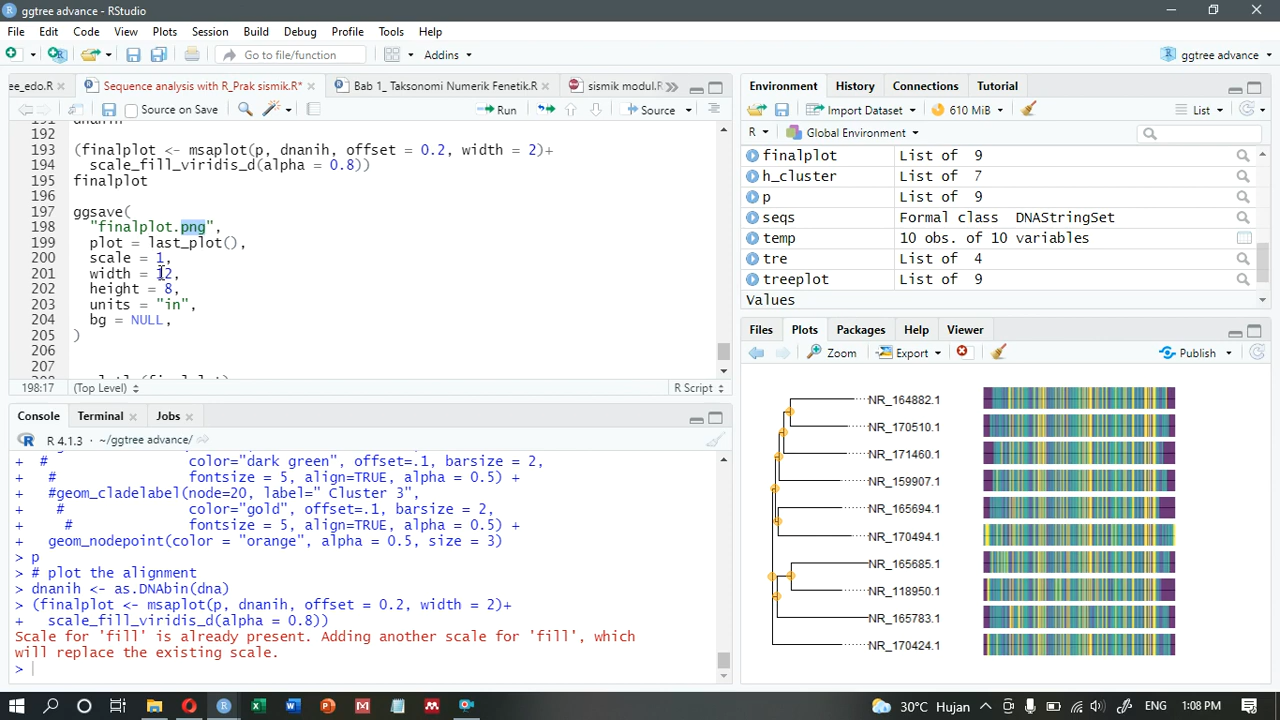 ggtree advance - RStudio
File Edit Code View Plots Session Build Debug Profile Tools Help
Go to file/function Addins ggtree advance
ee_edo.R Sequence analysis with R_Prak sismik.R* Bab 1_ Taksonomi Numerik Fenetik.R sismik modul.R
Source on Save Run Source
192
193 (finalplot <- msaplot(p, dnanih, offset = 0.2, width = 2)+
194 scale_fill_viridis_d(alpha = 0.8))
195 finalplot
196
197 ggsave(
198 "finalplot.png",
199 plot = last_plot(),
200 scale = 1,
201 width = 12,
202 height = 8,
203 units = "in",
204 bg = NULL,
205 )
206
207
198:17 (Top Level) R Script
Console Terminal Jobs
R 4.1.3 · ~/ggtree advance/
+ # color="dark green", offset=.1, barsize = 2,
+ # fontsize = 5, align=TRUE, alpha = 0.5) +
+ #geom_cladelabel(node=20, label=" Cluster 3",
+ # color="gold", offset=.1, barsize = 2,
+ # fontsize = 5, align=TRUE, alpha = 0.5) +
+ geom_nodepoint(color = "orange", alpha = 0.5, size = 3)
> p
> # plot the alignment
> dnanih <- as.DNAbin(dna)
> (finalplot <- msaplot(p, dnanih, offset = 0.2, width = 2)+
+ scale_fill_viridis_d(alpha = 0.8))
Scale for 'fill' is already present. Adding another scale for 'fill', which
will replace the existing scale.
>
Environment History Connections Tutorial
Import Dataset 610 MiB List
R Global Environment
finalplot List of 9
h_cluster List of 7
p List of 9
seqs Formal class DNAStringSet
temp 10 obs. of 10 variables
tre List of 4
treeplot List of 9
Values
Files Plots Packages Help Viewer
Zoom Export Publish
NR_164882.1
NR_170510.1
NR_171460.1
NR_159907.1
NR_165694.1
NR_170494.1
NR_165685.1
NR_118950.1
NR_165783.1
NR_170424.1
30°C Hujan ENG 1:08 PM